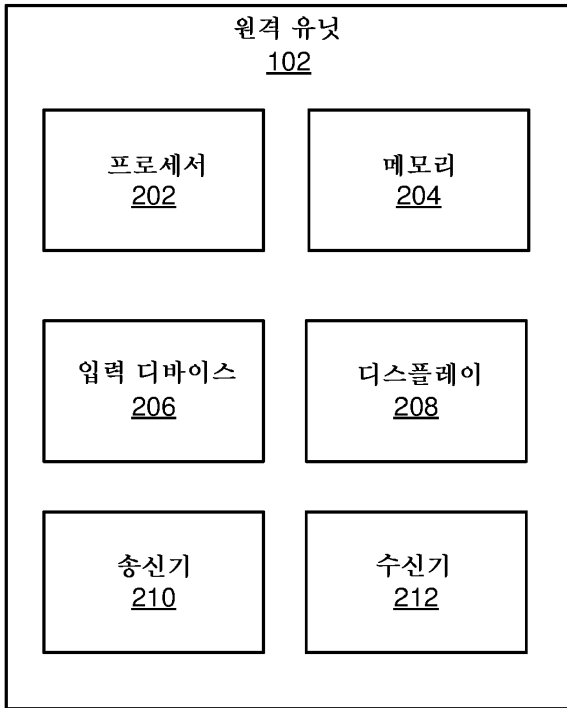 원격 유닛
102
프로세서
202
메모리
204
입력 디바이스
206
디스플레이
208
송신기
210
수신기
212